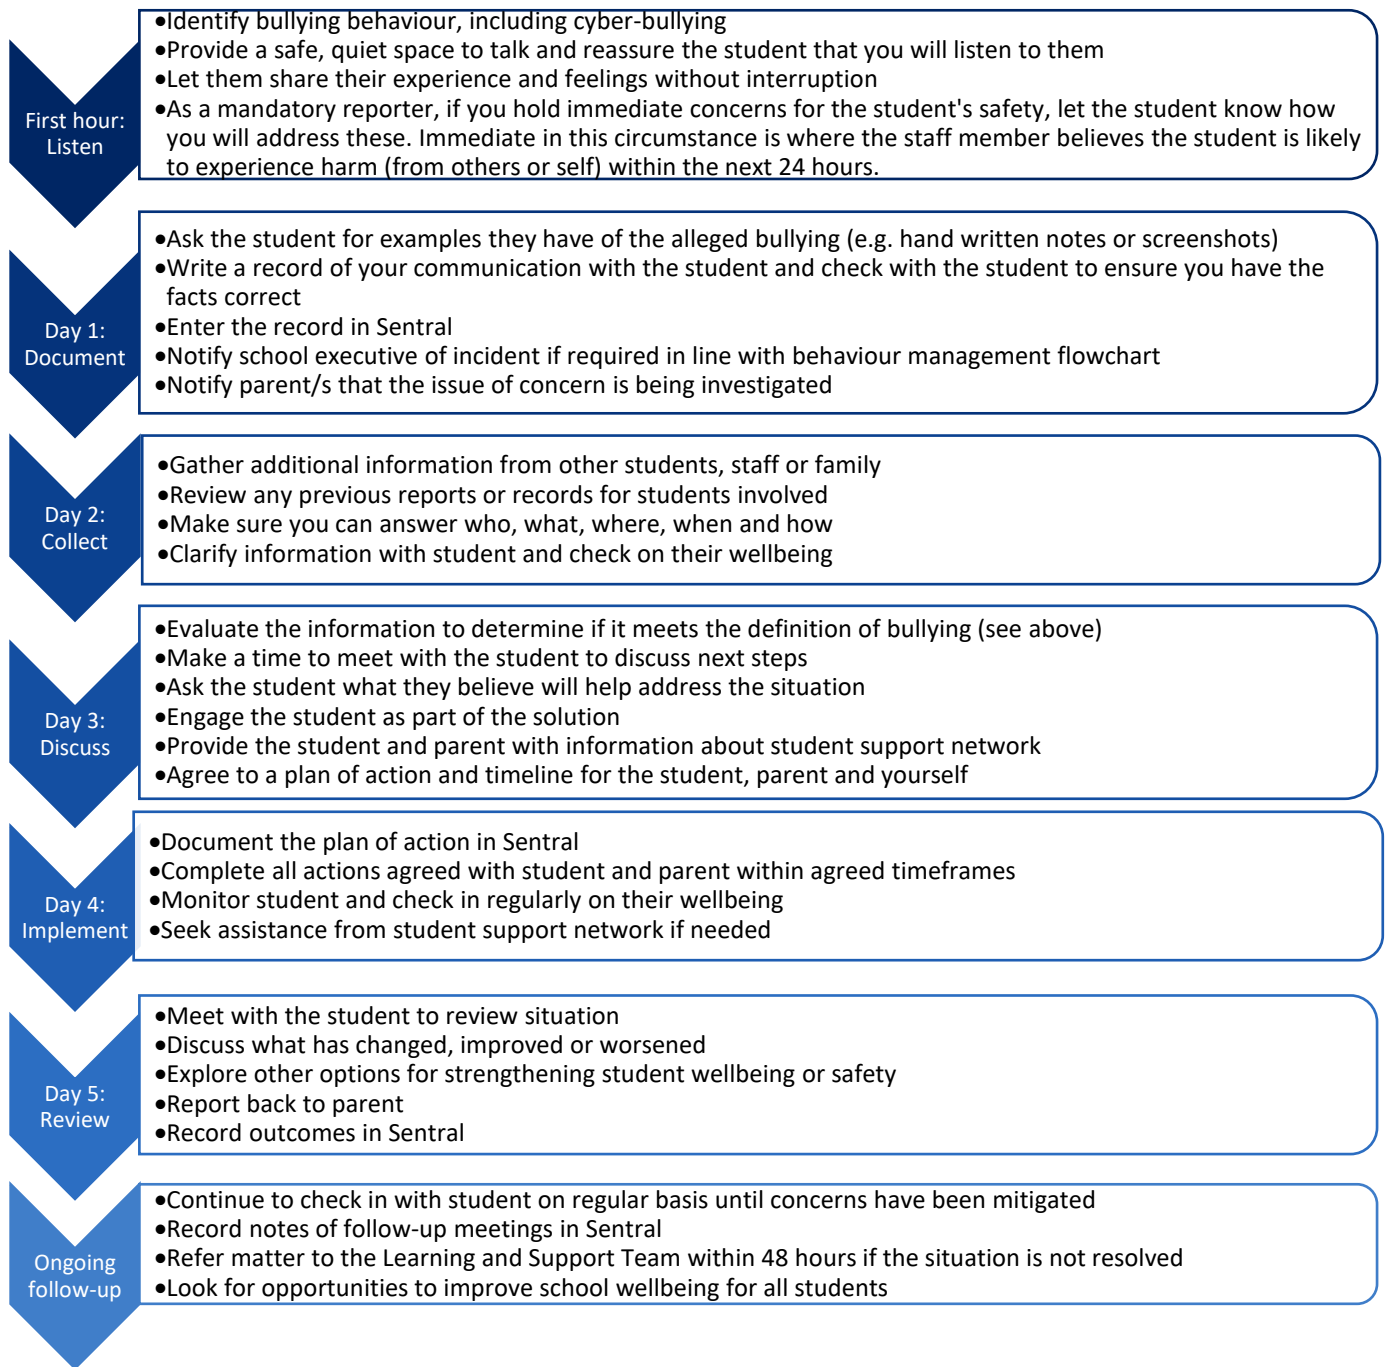 First hour:
Listen
•Identify bullying behaviour, including cyber-bullying
•Provide a safe, quiet space to talk and reassure the student that you will listen to them
•Let them share their experience and feelings without interruption
•As a mandatory reporter, if you hold immediate concerns for the student's safety, let the student know how
you will address these. Immediate in this circumstance is where the staff member believes the student is likely
to experience harm (from others or self) within the next 24 hours.
Day 1:
Document
•Ask the student for examples they have of the alleged bullying (e.g. hand written notes or screenshots)
•Write a record of your communication with the student and check with the student to ensure you have the
facts correct
•Enter the record in Sentral
•Notify school executive of incident if required in line with behaviour management flowchart
•Notify parent/s that the issue of concern is being investigated
Day 2:
Collect
•Gather additional information from other students, staff or family
•Review any previous reports or records for students involved
•Make sure you can answer who, what, where, when and how
•Clarify information with student and check on their wellbeing
Day 3:
Discuss
•Evaluate the information to determine if it meets the definition of bullying (see above)
•Make a time to meet with the student to discuss next steps
•Ask the student what they believe will help address the situation
•Engage the student as part of the solution
•Provide the student and parent with information about student support network
•Agree to a plan of action and timeline for the student, parent and yourself
Day 4:
Implement
•Document the plan of action in Sentral
•Complete all actions agreed with student and parent within agreed timeframes
•Monitor student and check in regularly on their wellbeing
•Seek assistance from student support network if needed
Day 5:
Review
•Meet with the student to review situation
•Discuss what has changed, improved or worsened
•Explore other options for strengthening student wellbeing or safety
•Report back to parent
•Record outcomes in Sentral
Ongoing
follow-up
•Continue to check in with student on regular basis until concerns have been mitigated
•Record notes of follow-up meetings in Sentral
•Refer matter to the Learning and Support Team within 48 hours if the situation is not resolved
•Look for opportunities to improve school wellbeing for all students